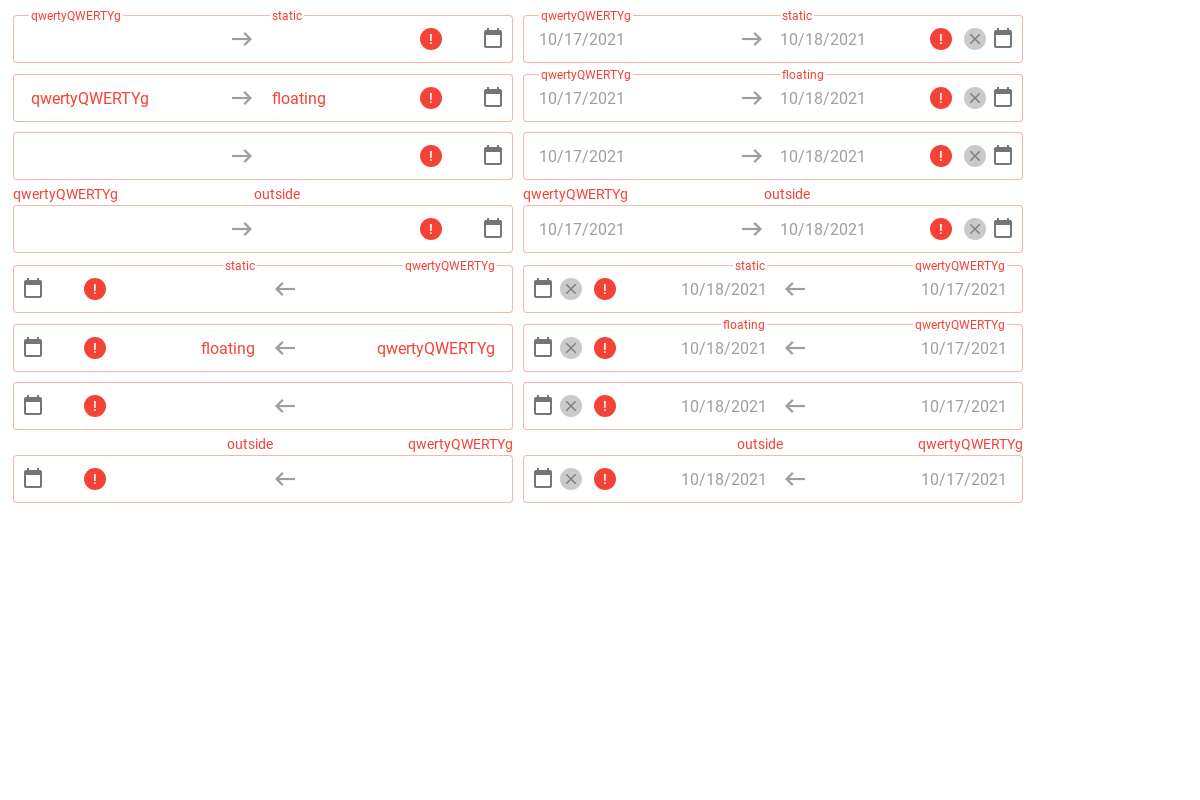 qwertyQWERTYg static qwertyQWERTYg static
10/17/2021 10/18/2021
qwertyQWERTYg floating
qwertyQWERTYg floating 10/17/2021 10/18/2021
10/17/2021 10/18/2021
qwertyQWERTYg outside qwertyQWERTYg outside
10/17/2021 10/18/2021
static qwertyQWERTYg static qwertyQWERTYg
10/18/2021 10/17/2021
floating qwertyQWERTYg
floating qwertyQWERTYg 10/18/2021 10/17/2021
10/18/2021 10/17/2021
outside qwertyQWERTYg outside qwertyQWERTYg
10/18/2021 10/17/2021